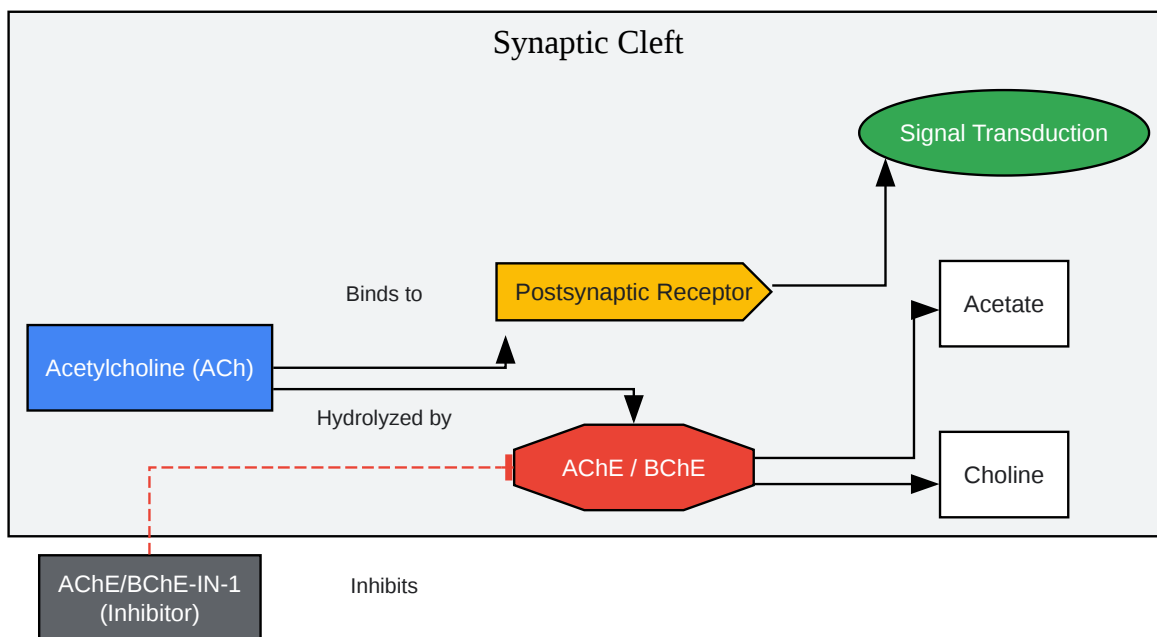 Synaptic Cleft
Signal Transduction
Binds to
Postsynaptic Receptor
Acetate
Acetylcholine (ACh)
Hydrolyzed by
AChE / BChE
Choline
AChE/BChE-IN-1
(Inhibitor)
Inhibits